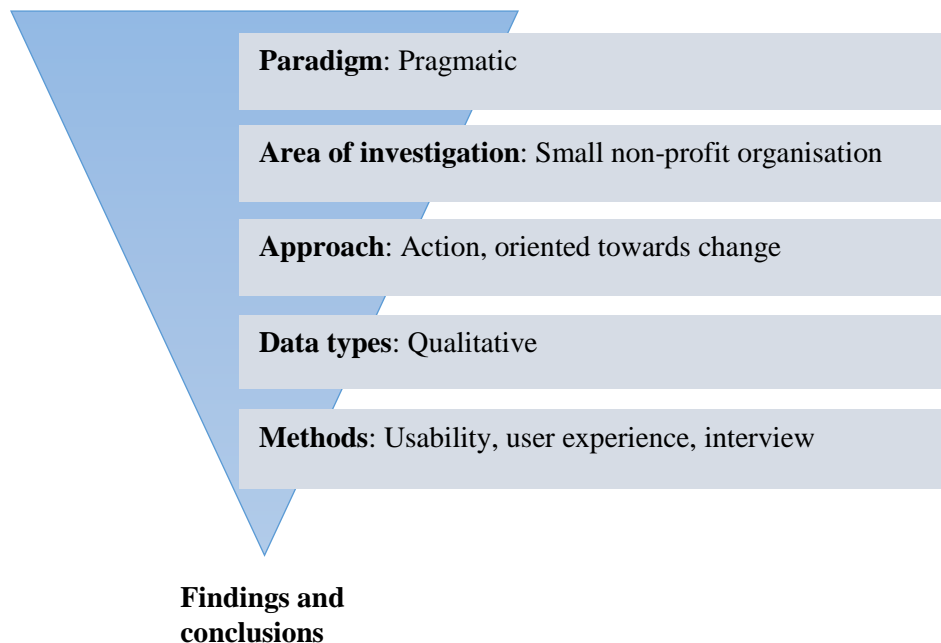 Paradigm: Pragmatic
Area of investigation: Small non-profit organisation
Approach: Action, oriented towards change
Data types: Qualitative
Methods: Usability, user experience, interview
Findings and
conclusions